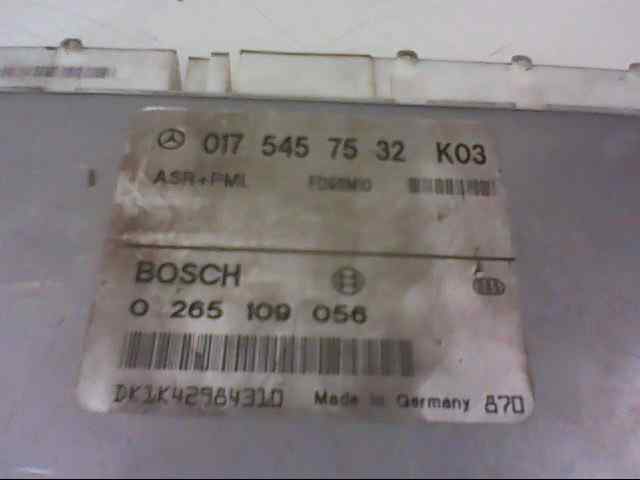 017 545 75 32 K03
ASR+PML
BOSCH
0 265 109 056
DK1K42984310 Made in Germany 870